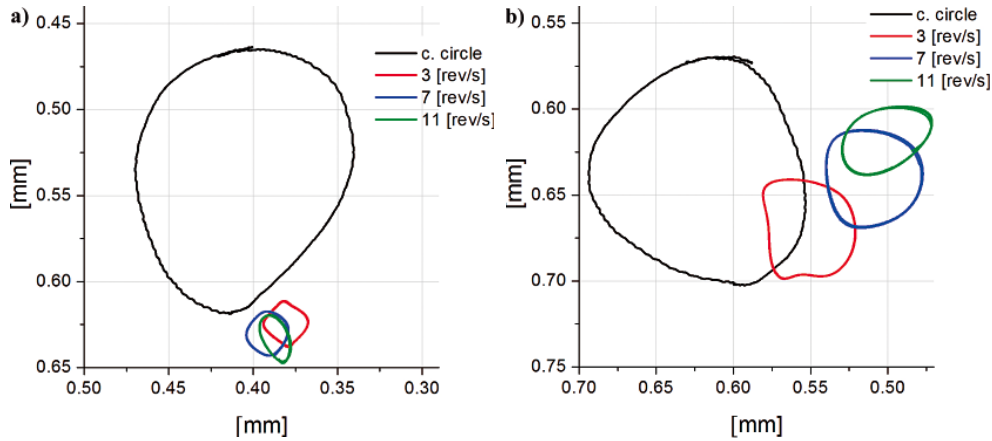 a)
0.45
0.50
0.55
0.60
0.65
[mm]
0.50
0.45
0.40
0.35
0.30
[mm]
c. circle
3 [rev/s]
7 [rev/s]
11 [rev/s]
b)
0.55
0.60
0.65
0.70
0.75
[mm]
0.70
0.65
0.60
0.55
0.50
[mm]
c. circle
3 [rev/s]
7 [rev/s]
11 [rev/s]